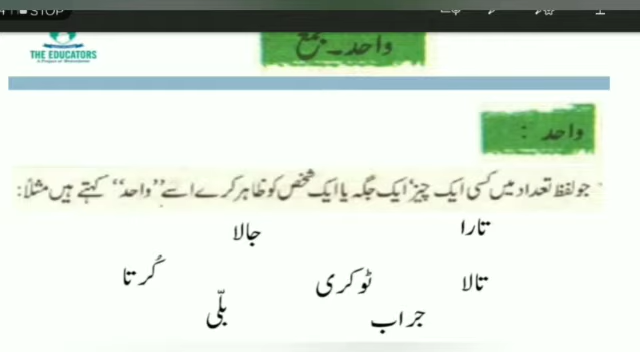 STOP
THE EDUCATORS
واحد۔جمع
واحد :
جو لفظ تعداد میں کسی ایک چیز، ایک جگہ یا ایک شخص کو ظاہر کرے اسے ”واحد“ کہتے ہیں مثلاً:
تارا
جالا
تالا
ٹوکری
کُرتا
جراب
بلّی